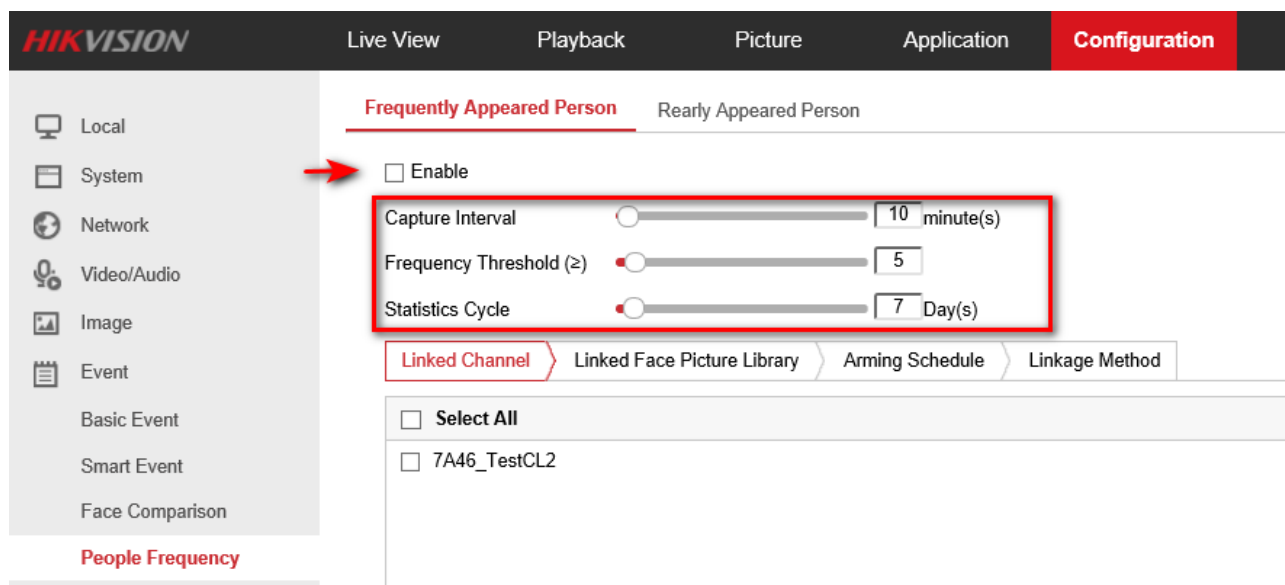 HIKVISION Live View Playback Picture Application Configuration
Local
System
Network
Video/Audio
Image
Event
Basic Event
Smart Event
Face Comparison
People Frequency
Frequently Appeared Person Rearly Appeared Person
Enable
Capture Interval 10 minute(s)
Frequency Threshold (≥) 5
Statistics Cycle 7 Day(s)
Linked Channel Linked Face Picture Library Arming Schedule Linkage Method
Select All
7A46_TestCL2